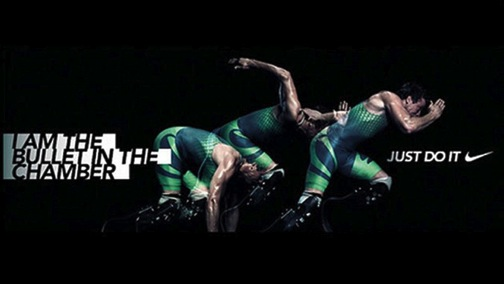 I AM THE
BULLET IN THE
CHAMBER
JUST DO IT